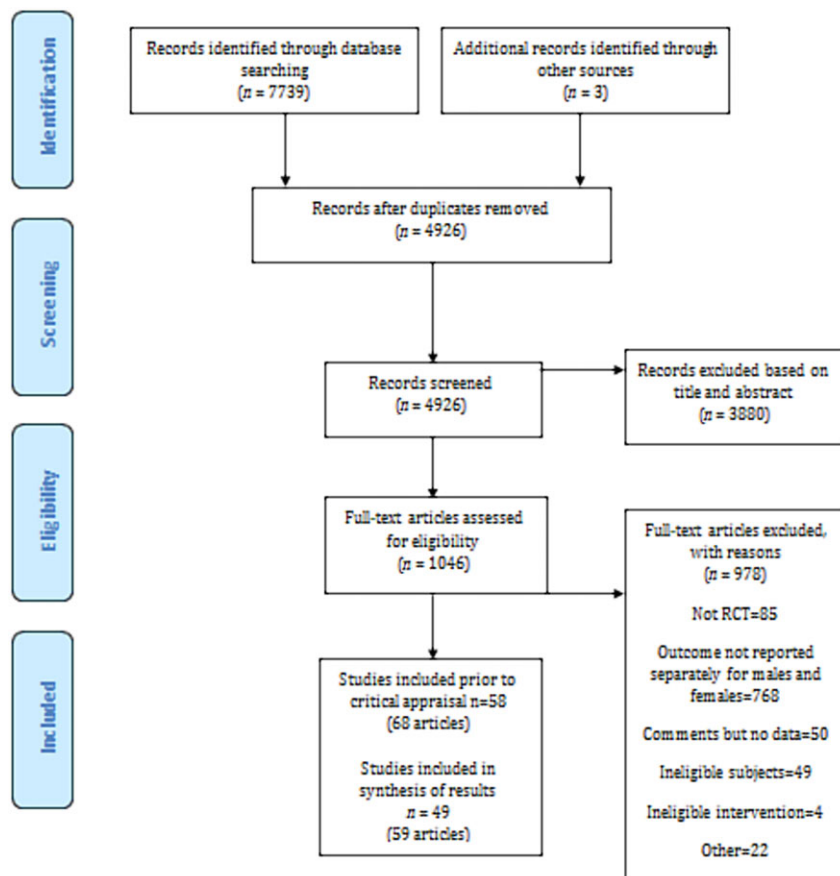 Identification
Records identified through database
searching
(n = 7739)
Additional records identified through
other sources
(n = 3)
Records after duplicates removed
(n = 4926)
Screening
Records screened
(n = 4926)
Records excluded based on
title and abstract
(n = 3880)
Eligibility
Full-text articles assessed
for eligibility
(n = 1046)
Full-text articles excluded,
with reasons
(n = 978)
Not RCT=85
Outcome not reported
separately for males and
females=768
Comments but no data=50
Ineligible subjects=49
Ineligible intervention=4
Other=22
Included
Studies included prior to
critical appraisal n=58
(68 articles)
Studies included in
synthesis of results
n = 49
(59 articles)